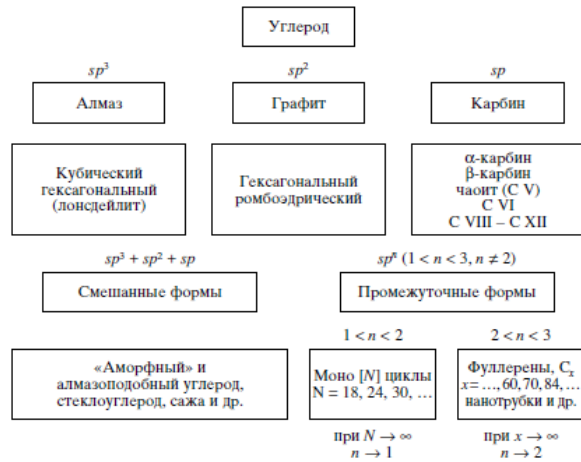 Углерод
sp³ sp² sp
Алмаз Графит Карбин
Кубический
гексагональный
(лонсдейлит)
Гексагональный
ромбоэдрический
α-карбин
β-карбин
чаоит (C V)
C VI
C VIII – C XII
sp³ + sp² + sp
spⁿ (1 < n < 3, n ≠ 2)
Смешанные формы
Промежуточные формы
1 < n < 2 2 < n < 3
«Аморфный» и
алмазоподобный углерод,
стеклоуглерод, сажа и др.
Моно [N] циклы
N = 18, 24, 30, …
Фуллерены, Cₓ
x = …, 60, 70, 84, …
нанотрубки и др.
при N → ∞
n → 1
при x → ∞
n → 2